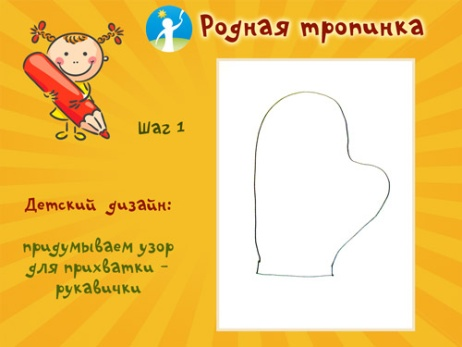 Родная тропинка
Шаг 1
Детский дизайн:
придумываем узор
для прихватки -
рукавички